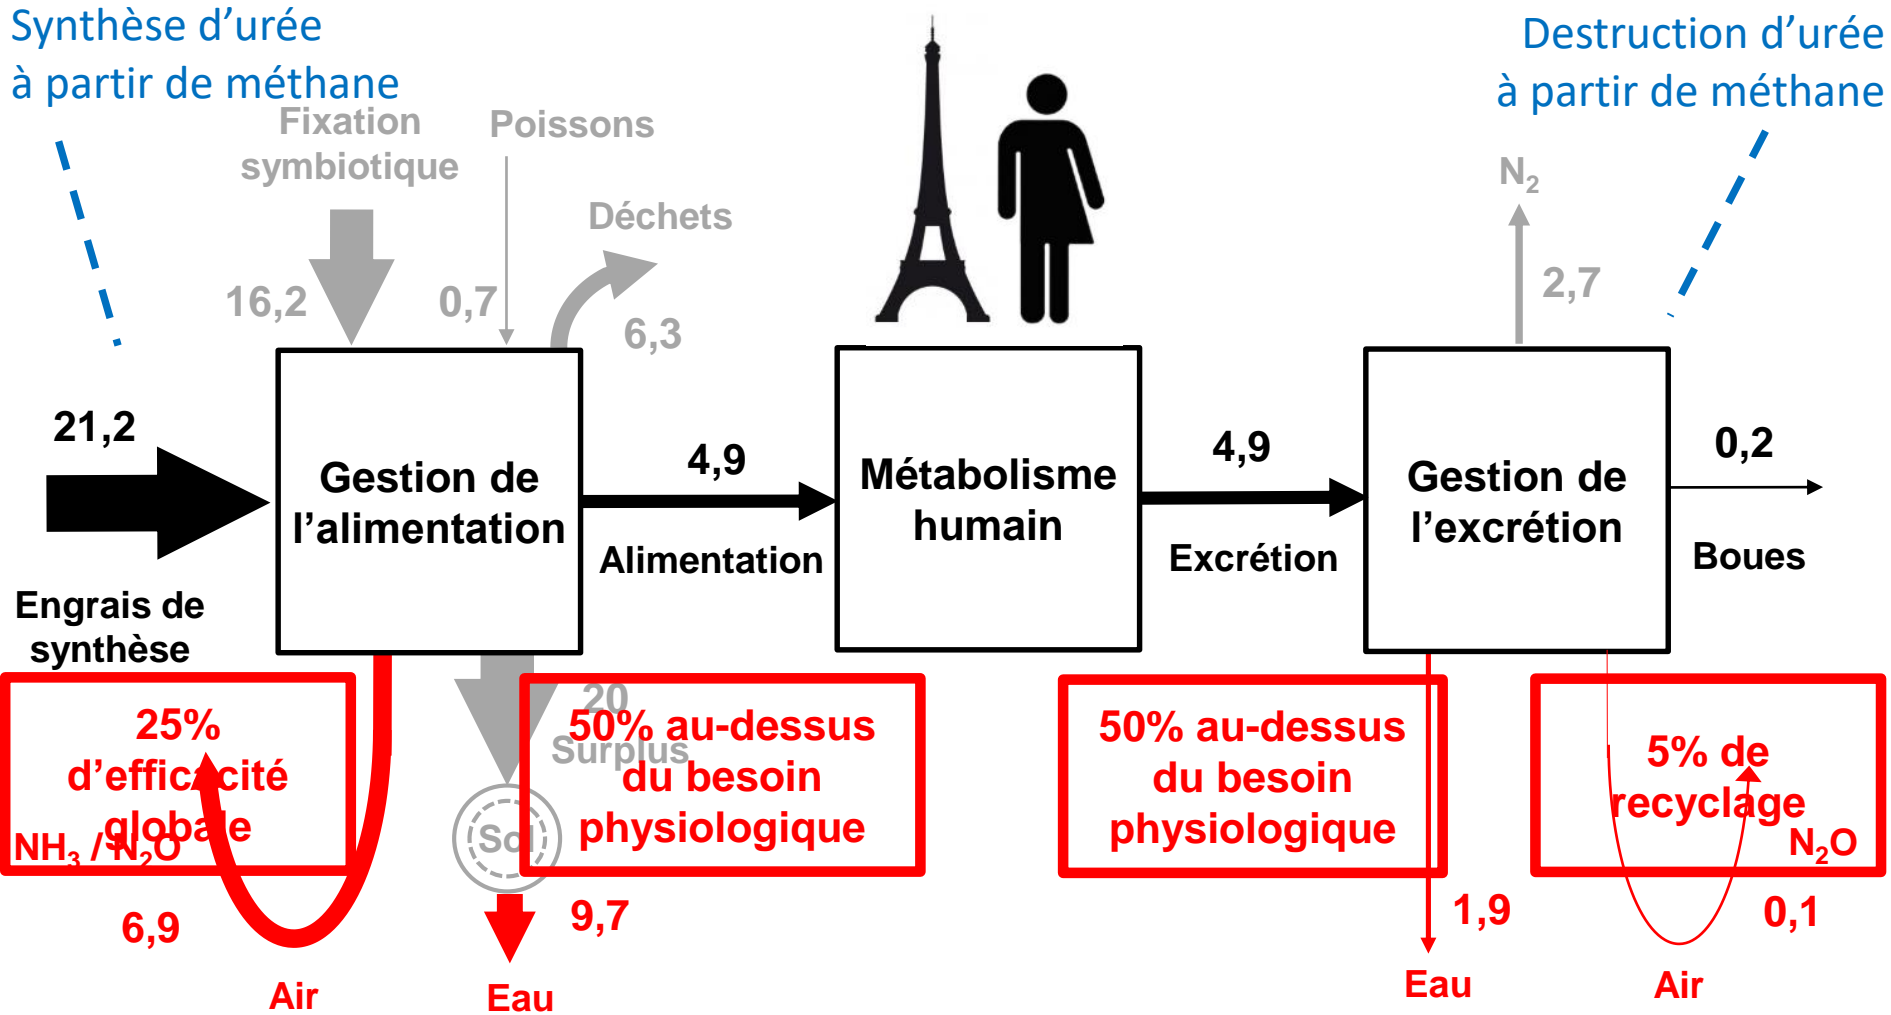 Synthèse d’urée
à partir de méthane
Destruction d’urée
à partir de méthane
Fixation
symbiotique
Poissons
Déchets
N₂
16,2
0,7
6,3
2,7
21,2
Gestion de
l’alimentation
4,9
Métabolisme
humain
4,9
Gestion de
l’excrétion
0,2
Engrais de
synthèse
Alimentation
Excrétion
Boues
25%
d’efficacité
globale
NH₃ / N₂O
6,9
Air
20
Surplus
Sol
9,7
Eau
50% au-dessus
du besoin
physiologique
50% au-dessus
du besoin
physiologique
1,9
Eau
5% de
recyclage
N₂O
0,1
Air